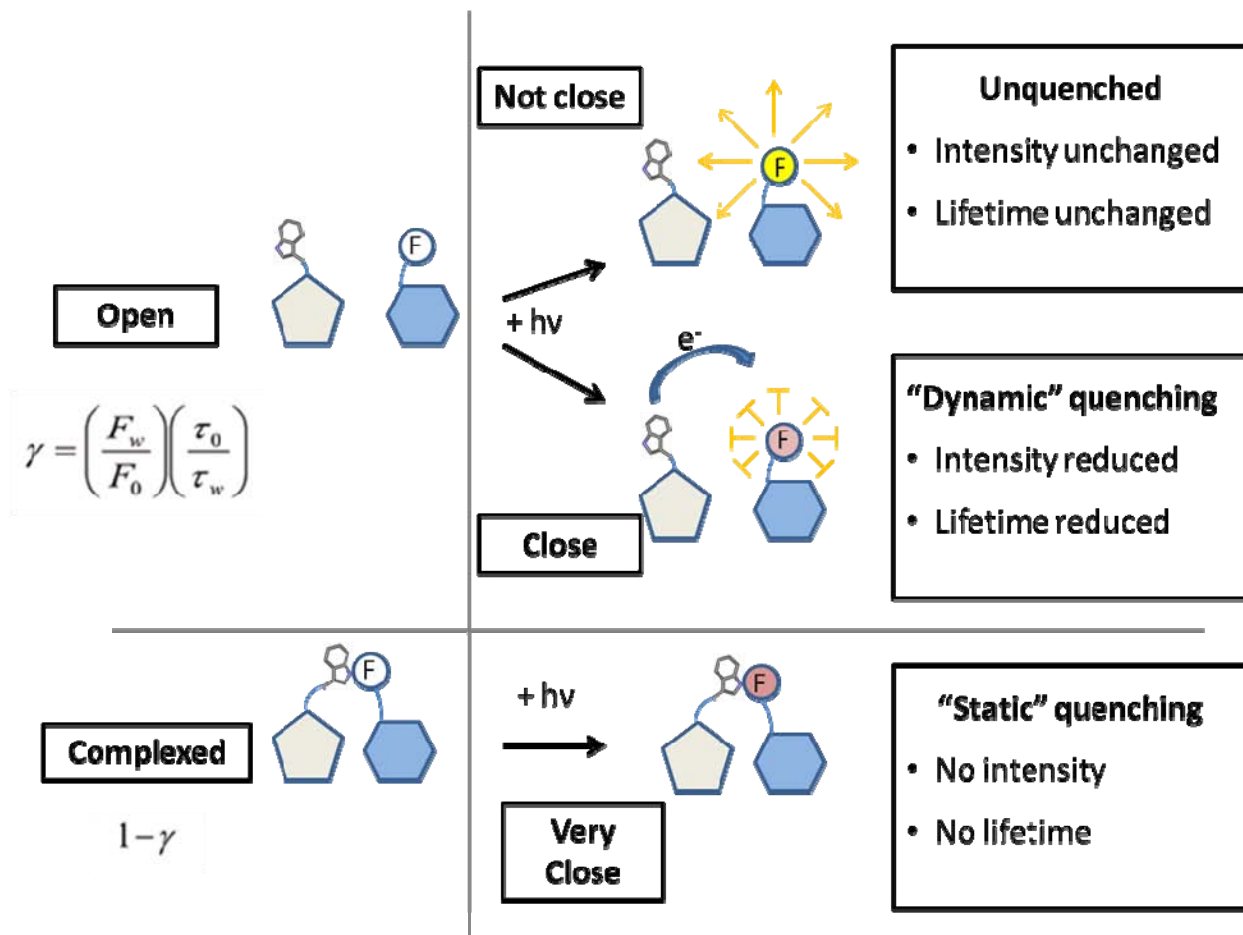 Not close
F
Unquenched
• Intensity unchanged
• Lifetime unchanged
F
Open
+ hν
e-
γ = (F_w / F_0) (τ_0 / τ_w)
F
Close
"Dynamic" quenching
• Intensity reduced
• Lifetime reduced
F
Complexed
1 − γ
+ hν
F
Very
Close
"Static" quenching
• No intensity
• No lifetime